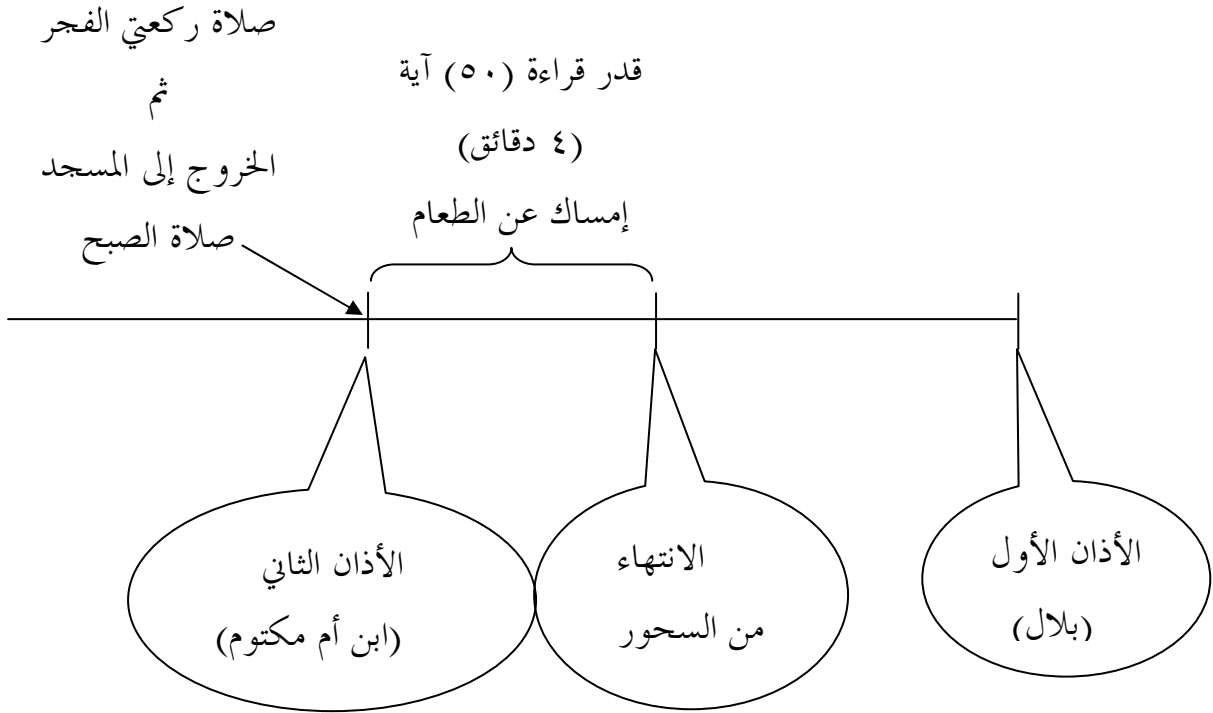 صلاة ركعتي الفجر
ثم
الخروج إلى المسجد
صلاة الصبح
قدر قراءة (٥٠) آية
(٤ دقائق)
إمساك عن الطعام
الأذان الأول
(بلال)
الانتهاء
من السحور
الأذان الثاني
(ابن أم مكتوم)